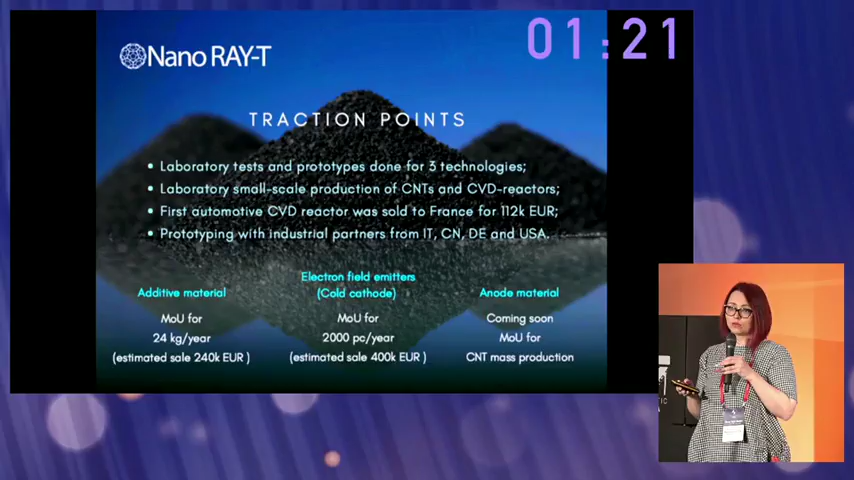 01:21
Nano RAY-T
TRACTION POINTS
• Laboratory tests and prototypes done for 3 technologies;
• Laboratory small-scale production of CNTs and CVD-reactors;
• First automotive CVD reactor was sold to France for 112k EUR;
• Prototyping with industrial partners from IT, CN, DE and USA.
Additive material
MoU for
24 kg/year
(estimated sale 240k EUR )
Electron field emitters
(Cold cathode)
MoU for
2000 pc/year
(estimated sale 400k EUR )
Anode material
Coming soon
MoU for
CNT mass production